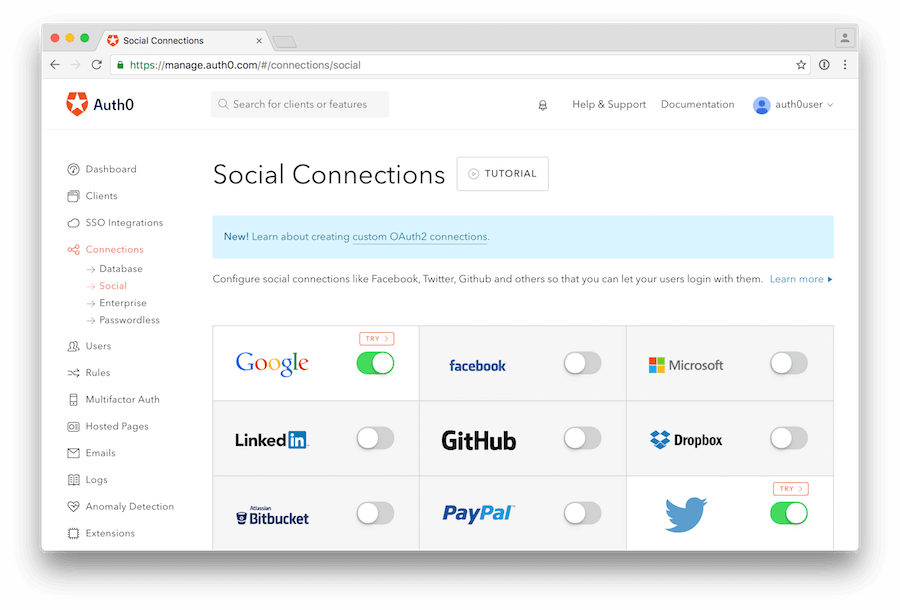 Social Connections
https://manage.auth0.com/#/connections/social
Auth0
Search for clients or features
Help & Support
Documentation
auth0user
Dashboard
Clients
SSO Integrations
Connections
Database
Social
Enterprise
Passwordless
Users
Rules
Multifactor Auth
Hosted Pages
Emails
Logs
Anomaly Detection
Extensions
Social Connections
TUTORIAL
New! Learn about creating custom OAuth2 connections.
Configure social connections like Facebook, Twitter, Github and others so that you can let your users login with them. Learn more
Google
TRY
facebook
Microsoft
Linked in
GitHub
Dropbox
Atlassian
Bitbucket
PayPal
TRY